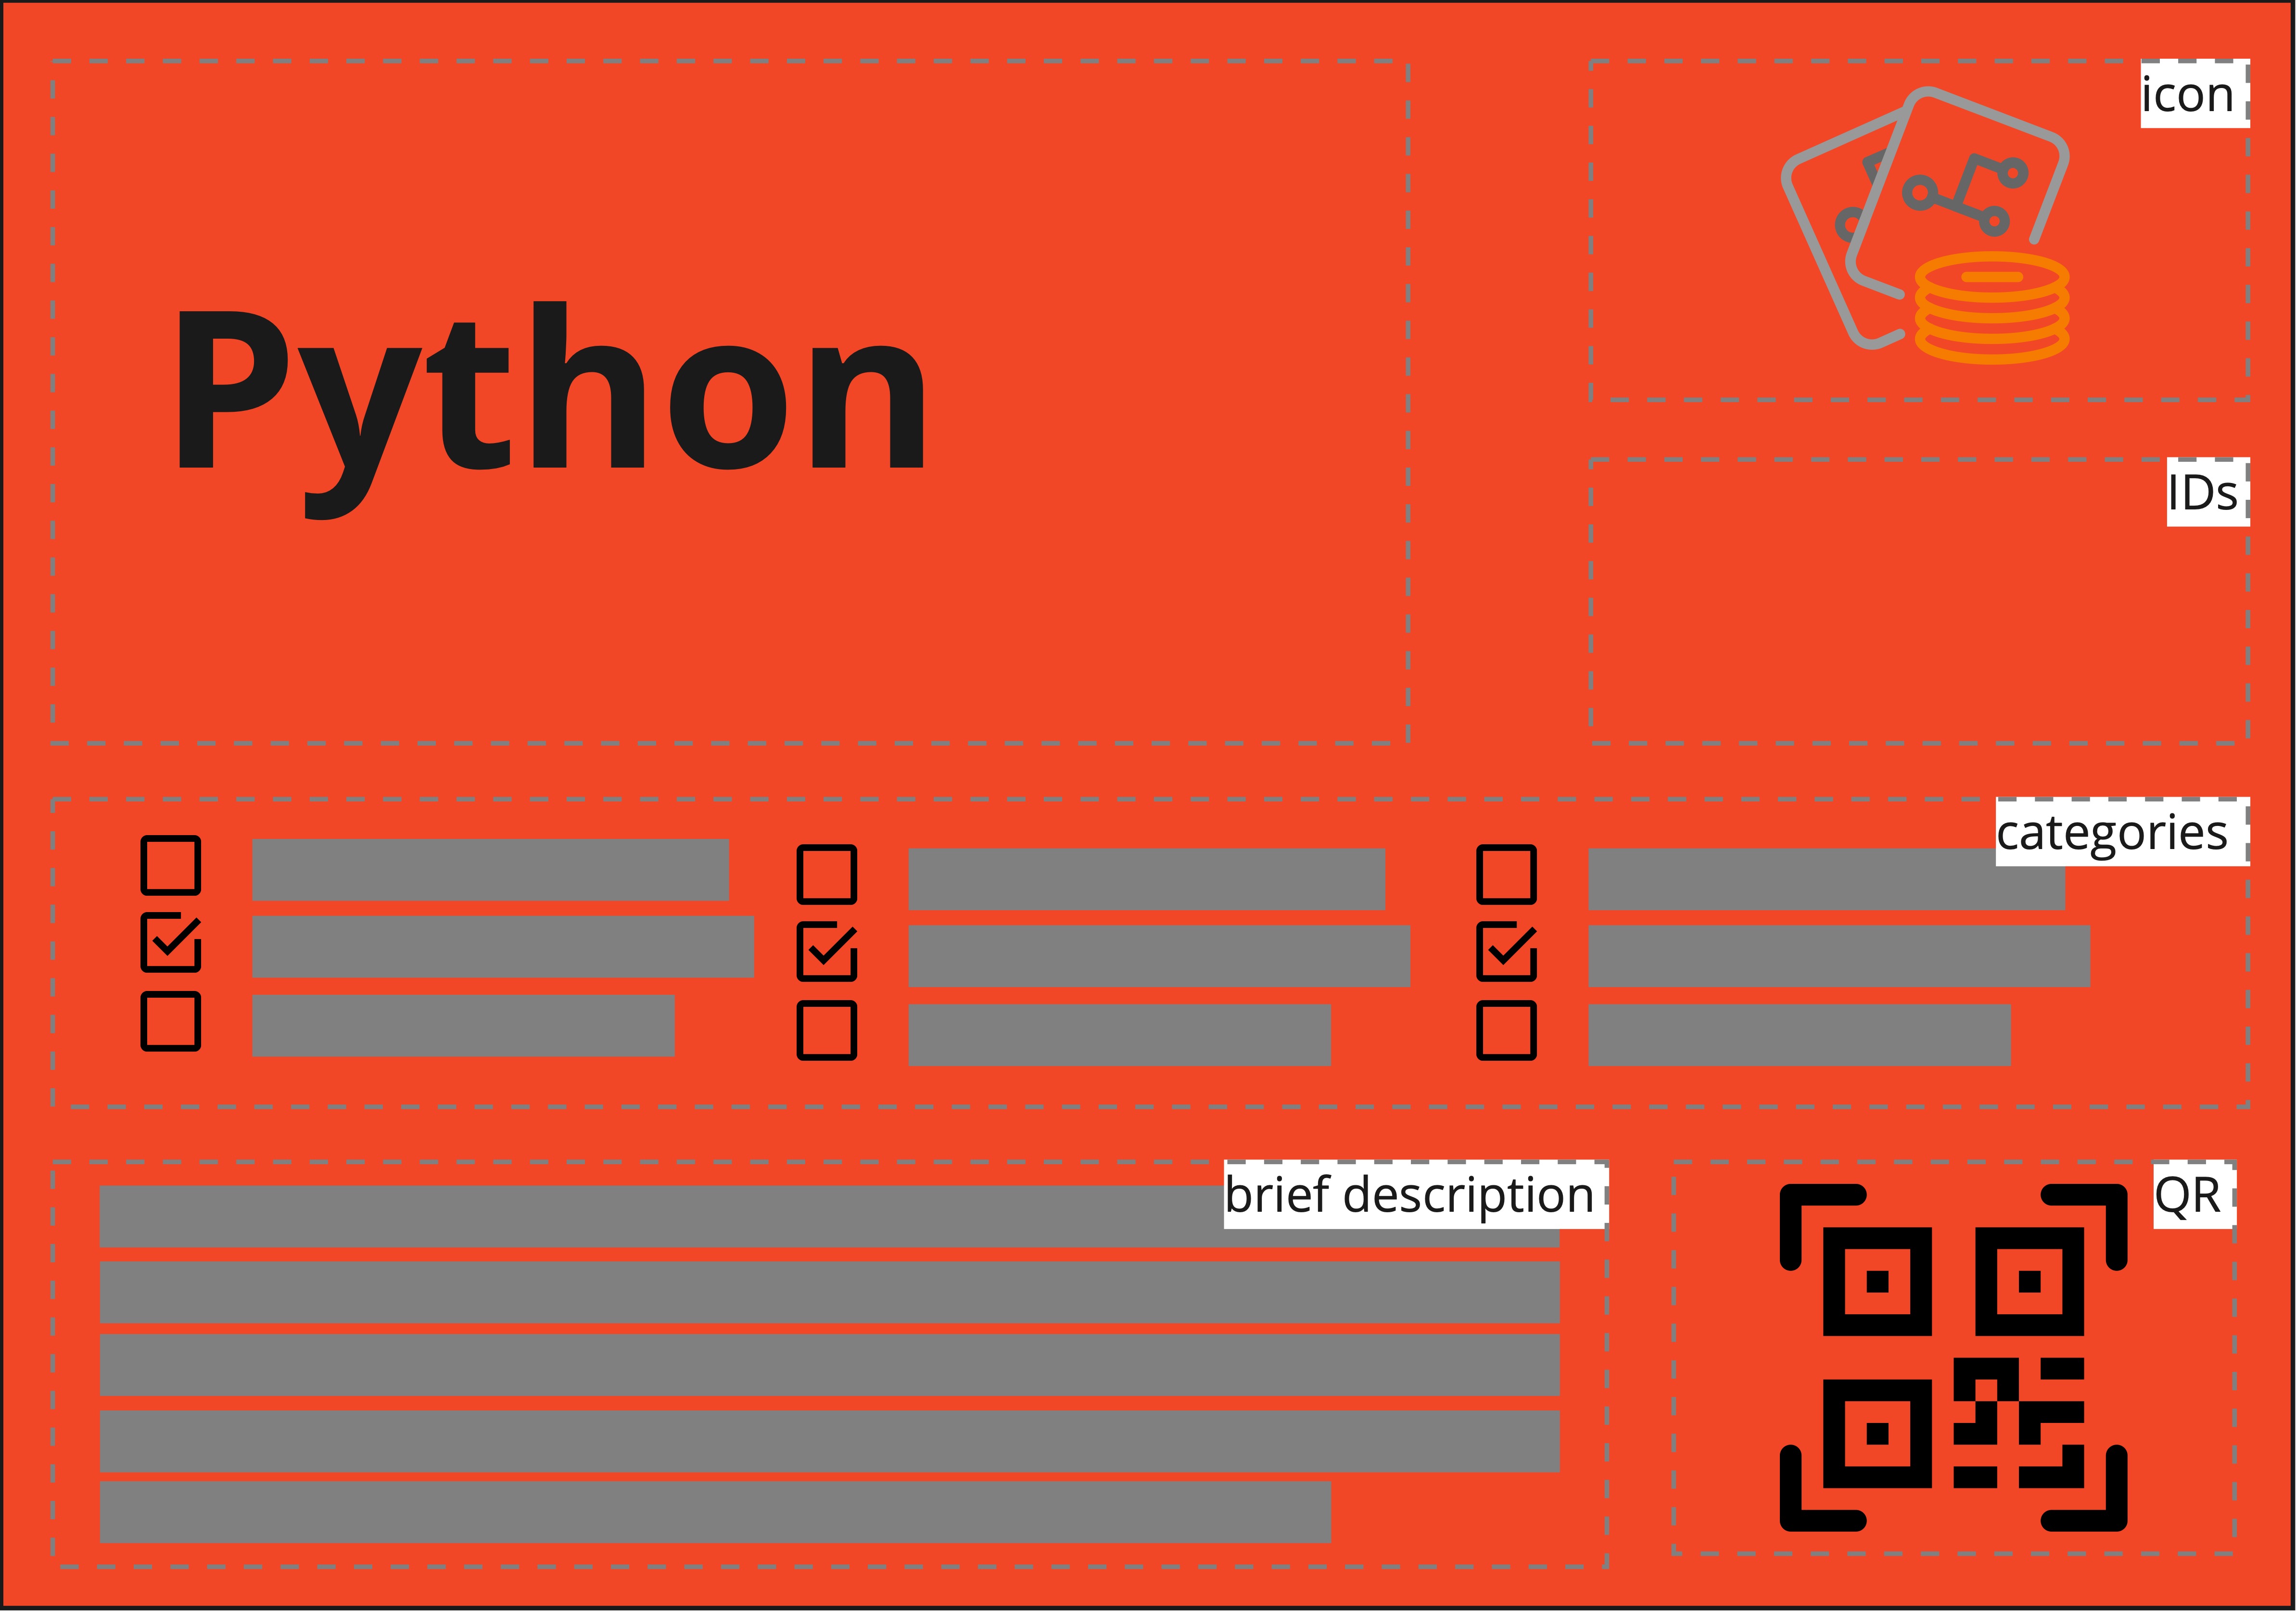 icon
Python
IDs
categories
brief description
QR